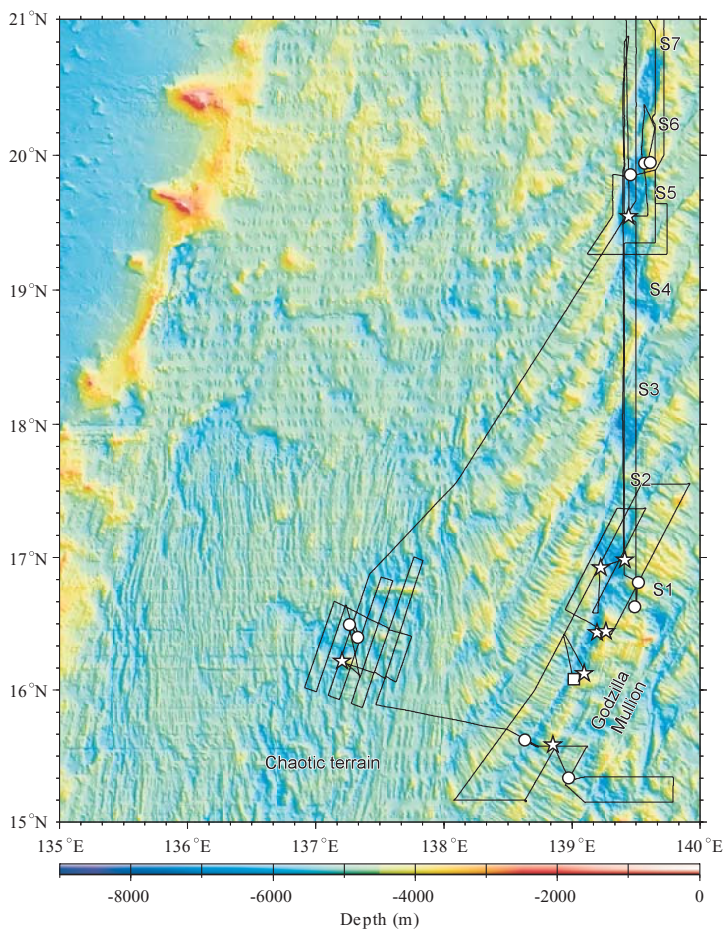 21°N
S7
S6
20°N
S5
19°N
S4
S3
18°N
S2
17°N
S1
16°N
Godzilla
Mullion
Chaotic terrain
15°N
135°E 136°E 137°E 138°E 139°E 140°E
-8000 -6000 -4000 -2000 0
Depth (m)